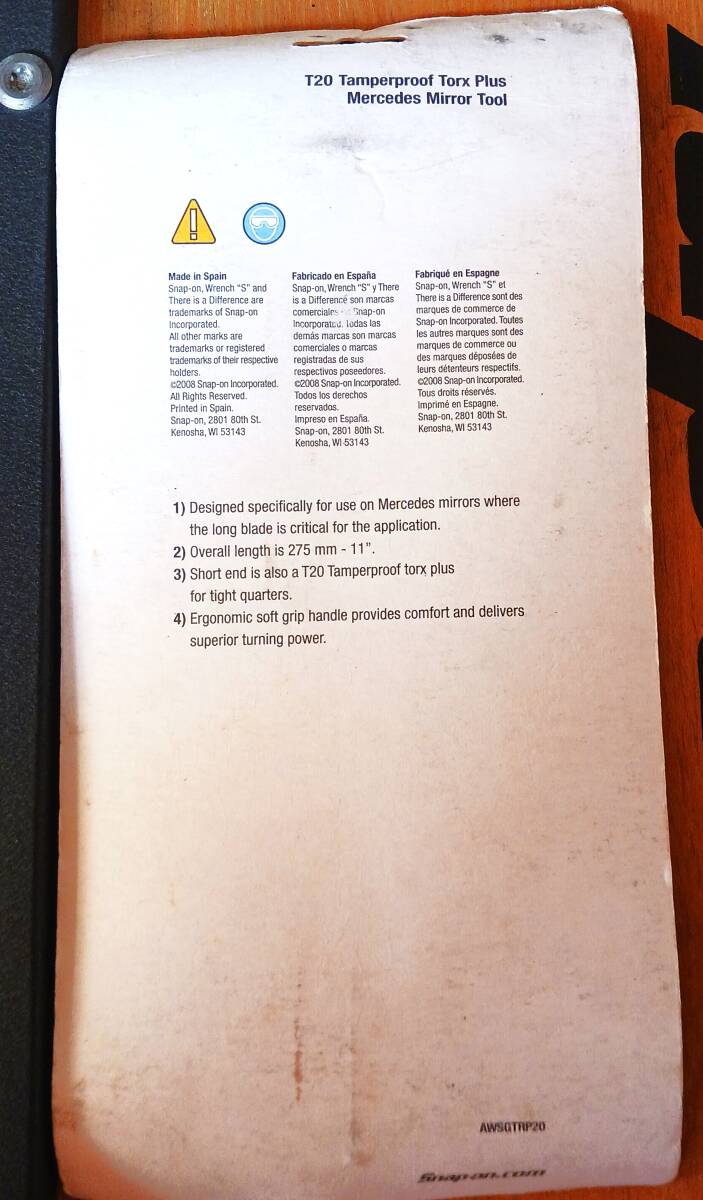 T20 Tamperproof Torx Plus
Mercedes Mirror Tool
Made in Spain
Snap-on, Wrench “S” and
There is a Difference are
trademarks of Snap-on
Incorporated.
All other marks are
trademarks or registered
trademarks of their respective
holders.
©2008 Snap-on Incorporated.
All Rights Reserved.
Printed in Spain.
Snap-on, 2801 80th St.
Kenosha, WI 53143
Fabricado en España
Snap-on, Wrench “S” y There
is a Difference son marcas
comerciales Snap-on
Incorporated. Todas las
demás marcas son marcas
comerciales o marcas
registradas de sus
respectivos poseedores.
©2008 Snap-on Incorporated.
Todos los derechos
reservados.
Impreso en España.
Snap-on, 2801 80th St.
Kenosha, WI 53143
Fabriqué en Espagne
Snap-on, Wrench “S” et
There is a Difference sont des
marques de commerce de
Snap-on Incorporated. Toutes
les autres marques sont des
marques de commerce ou
des marques déposées de
leurs détenteurs respectifs.
©2008 Snap-on Incorporated.
Tous droits réservés.
Imprimé en Espagne.
Snap-on, 2801 80th St.
Kenosha, WI 53143
1) Designed specifically for use on Mercedes mirrors where
the long blade is critical for the application.
2) Overall length is 275 mm - 11”.
3) Short end is also a T20 Tamperproof torx plus
for tight quarters.
4) Ergonomic soft grip handle provides comfort and delivers
superior turning power.
AWSGTRP20
Snap-on.com